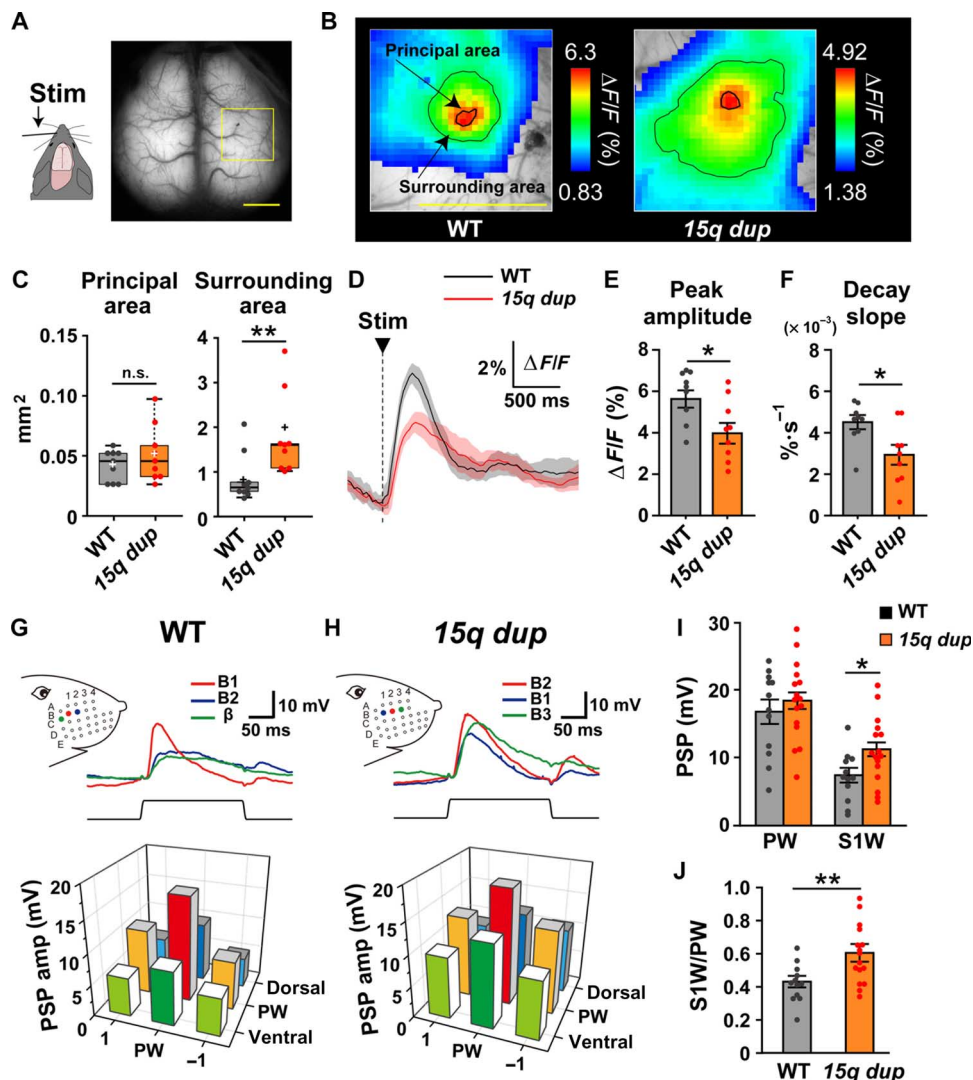 A
Stim
B
Principal area
Surrounding area
WT
6.3
ΔF/F (%)
0.83
15q dup
4.92
ΔF/F (%)
1.38
C
Principal area
Surrounding area
mm²
0.15
0.10
0.05
0
n.s.
WT
15q dup
4
3
2
1
0
**
WT
15q dup
D
WT
15q dup
Stim
2%
ΔF/F
500 ms
E
Peak amplitude
ΔF/F (%)
8
6
4
2
0
*
WT
15q dup
F
Decay slope
(× 10⁻³)
%·s⁻¹
8
6
4
2
0
*
WT
15q dup
G
WT
1 2 3 4
A
B
C
D
E
B1
B2
β
10 mV
50 ms
PSP amp (mV)
20
15
10
5
0
1
PW
−1
Dorsal
PW
Ventral
H
15q dup
1 2 3 4
A
B
C
D
E
B2
B1
B3
10 mV
50 ms
PSP amp (mV)
20
15
10
5
0
1
PW
−1
Dorsal
PW
Ventral
I
WT
15q dup
PSP (mV)
30
20
10
0
*
PW
S1W
J
S1W/PW
1.0
0.8
0.6
0.4
0.2
0
**
WT
15q dup